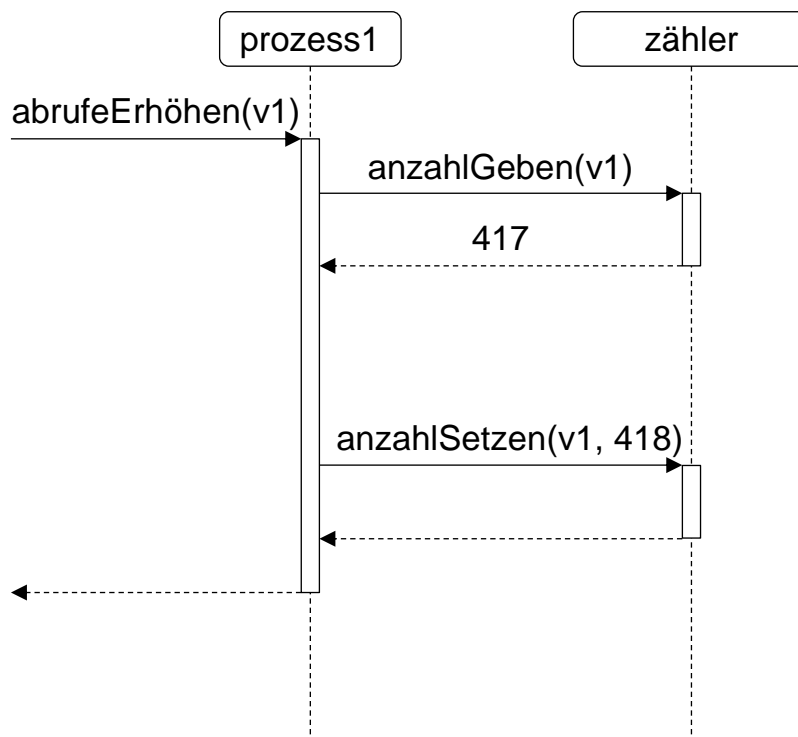 prozess1
zähler
abrufeErhöhen(v1)
anzahlGeben(v1)
417
anzahlSetzen(v1, 418)